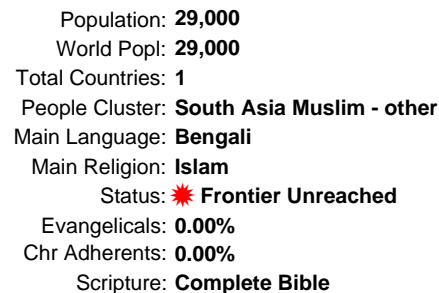 Population: 29,000
World Popl: 29,000
Total Countries: 1
People Cluster: South Asia Muslim - other
Main Language: Bengali
Main Religion: Islam
Status: Frontier Unreached
Evangelicals: 0.00%
Chr Adherents: 0.00%
Scripture: Complete Bible